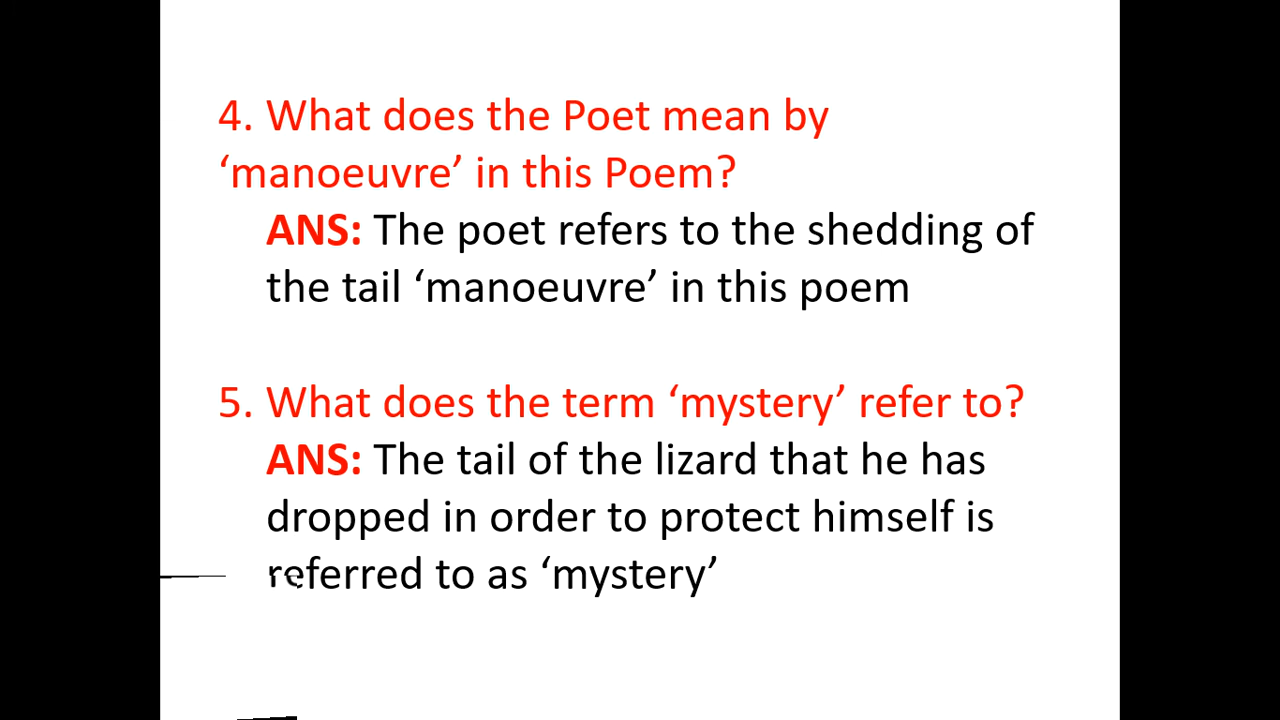 4. What does the Poet mean by
‘manoeuvre’ in this Poem?
ANS: The poet refers to the shedding of
the tail ‘manoeuvre’ in this poem
5. What does the term ‘mystery’ refer to?
ANS: The tail of the lizard that he has
dropped in order to protect himself is
referred to as ‘mystery’